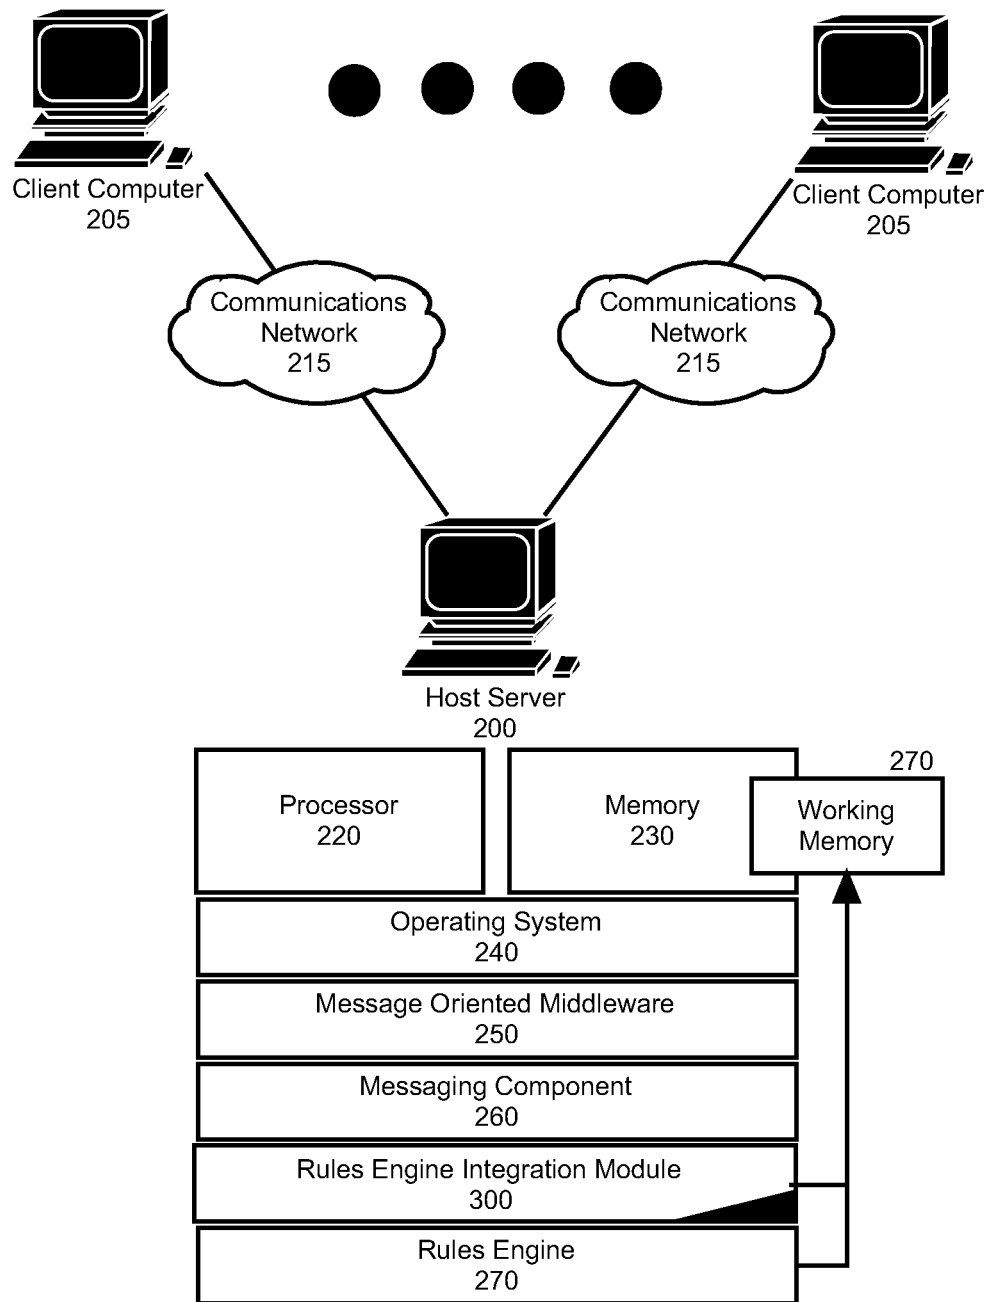 Client Computer
205
Client Computer
205
Communications
Network
215
Communications
Network
215
Host Server
200
Processor
220
Memory
230
270
Working
Memory
Operating System
240
Message Oriented Middleware
250
Messaging Component
260
Rules Engine Integration Module
300
Rules Engine
270